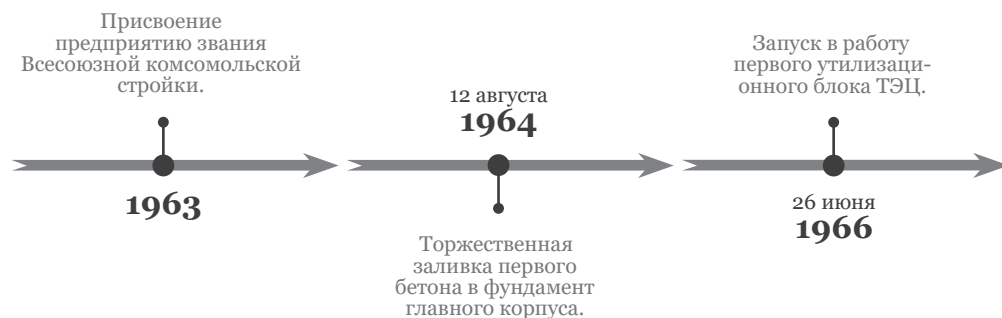 Присвоение
предприятию звания
Всесоюзной комсомольской
стройки.
1963
12 августа
1964
Торжественная
заливка первого
бетона в фундамент
главного корпуса.
Запуск в работу
первого утилизаци-
онного блока ТЭЦ.
26 июня
1966